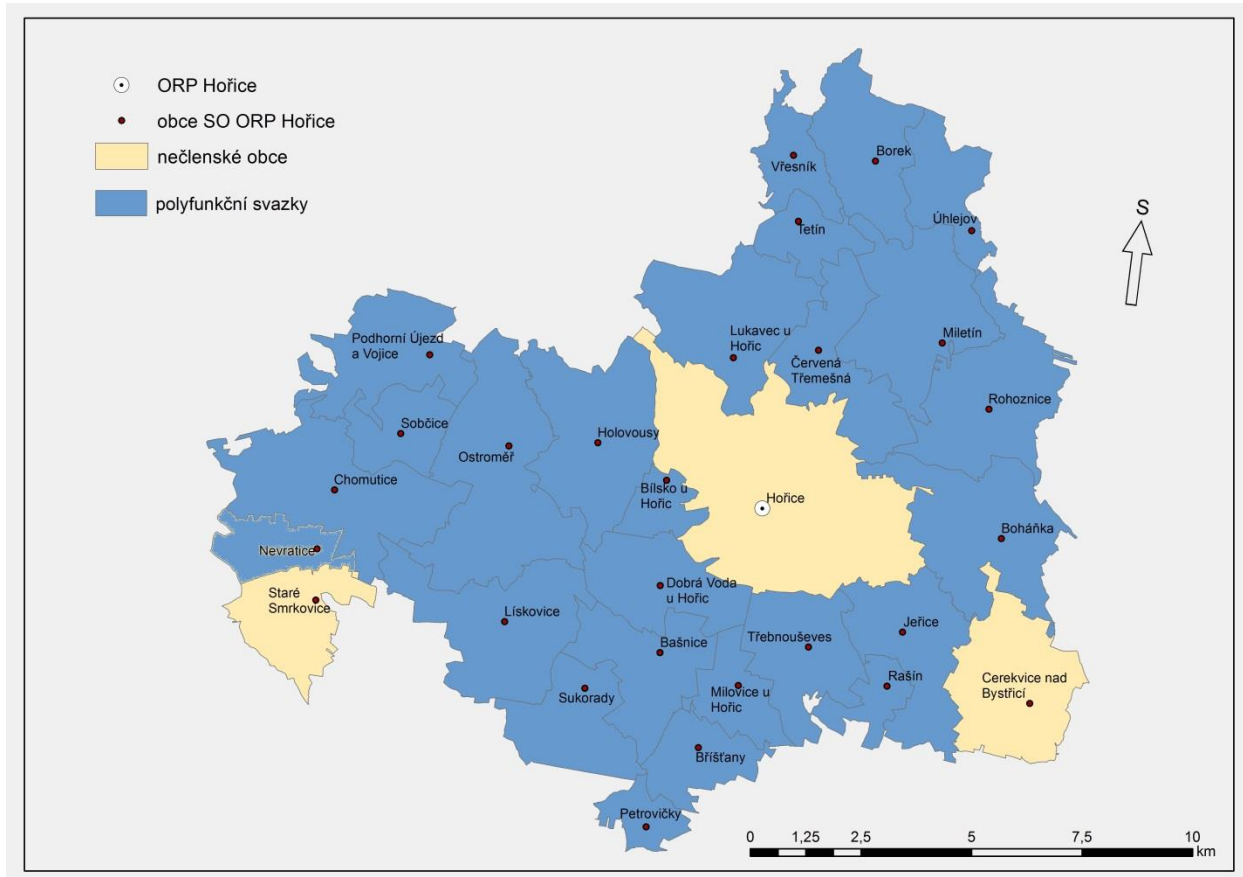 ORP Hořice
obce SO ORP Hořice
nečlenské obce
polyfunkční svazky
S
Vřesník
Borek
Tetín
Úhlejov
Lukavec u
Hořic
Červená
Třemešná
Miletín
Podhorní Újezd
a Vojice
Rohoznice
Sobčice
Ostroměř
Holovousy
Chomutice
Bílsko u
Hořic
Hořice
Boháňka
Nevratice
Staré
Smrkovice
Dobrá Voda
u Hořic
Lískovice
Bašnice
Třebnouševes
Jeřice
Sukorady
Milovice u
Hořic
Rašín
Cerekvice nad
Bystřicí
Bříšťany
Petrovičky
0 1,25 2,5 5 7,5 10
km